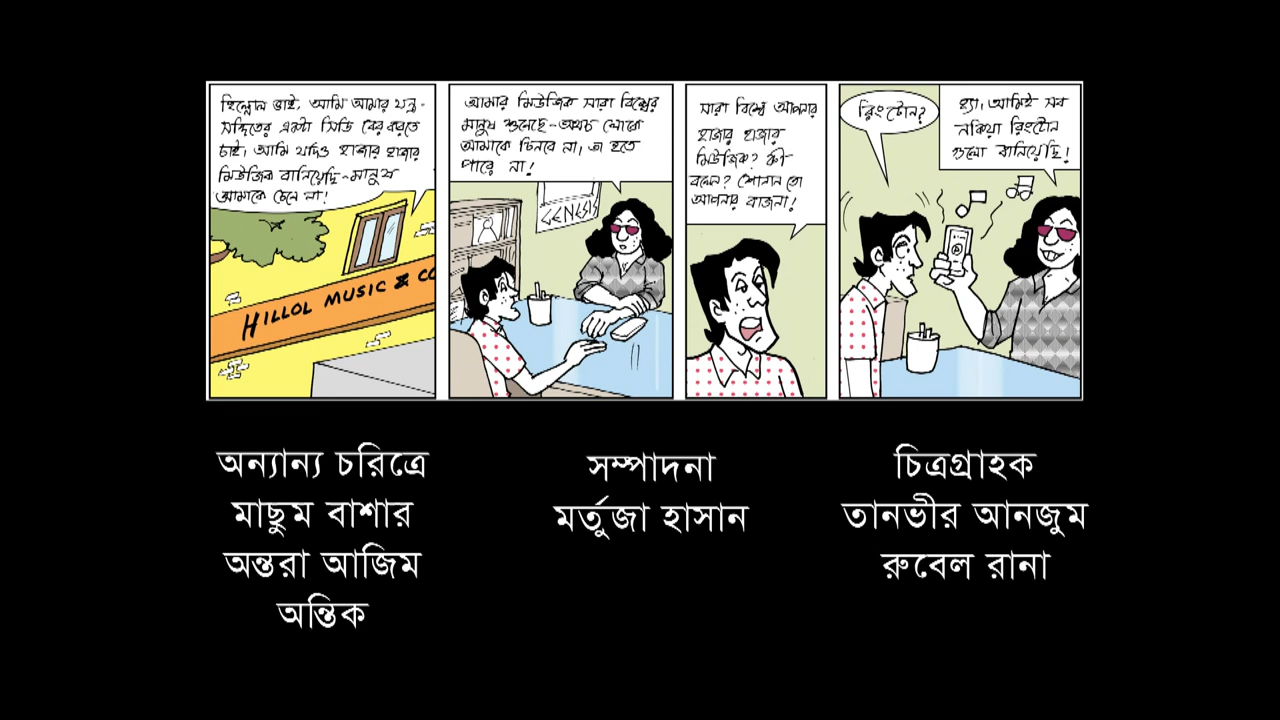 হিল্লোল ভাই, আমি আমার যন্ত্র-
সঙ্গিতের একটা সিডি বের করতে
চাই, আমি যদিও হাজার হাজার
মিউজিক বানিয়েছি - মানুষ
আমাকে চেনে না!
HILLOL MUSIC & CO
আমার মিউজিক সারা বিশ্বের
মানুষ শুনেছে - অথচ লোকে
আমাকে চিনবে না, তা হতে
পারে না!
GENESIS
সারা বিশ্বে আপনার
হাজার হাজার
মিউজিক? কী
বলেন? শোনান তো
আপনার বাজনা!
রিংটোন?
হ্যা, আমিই সব
নকিয়া রিংটোন
গুলো বানিয়েছি!
অন্যান্য চরিত্রে
মাছুম বাশার
অন্তরা আজিম
অন্তিক
সম্পাদনা
মর্তুজা হাসান
চিত্রগ্রাহক
তানভীর আনজুম
রুবেল রানা